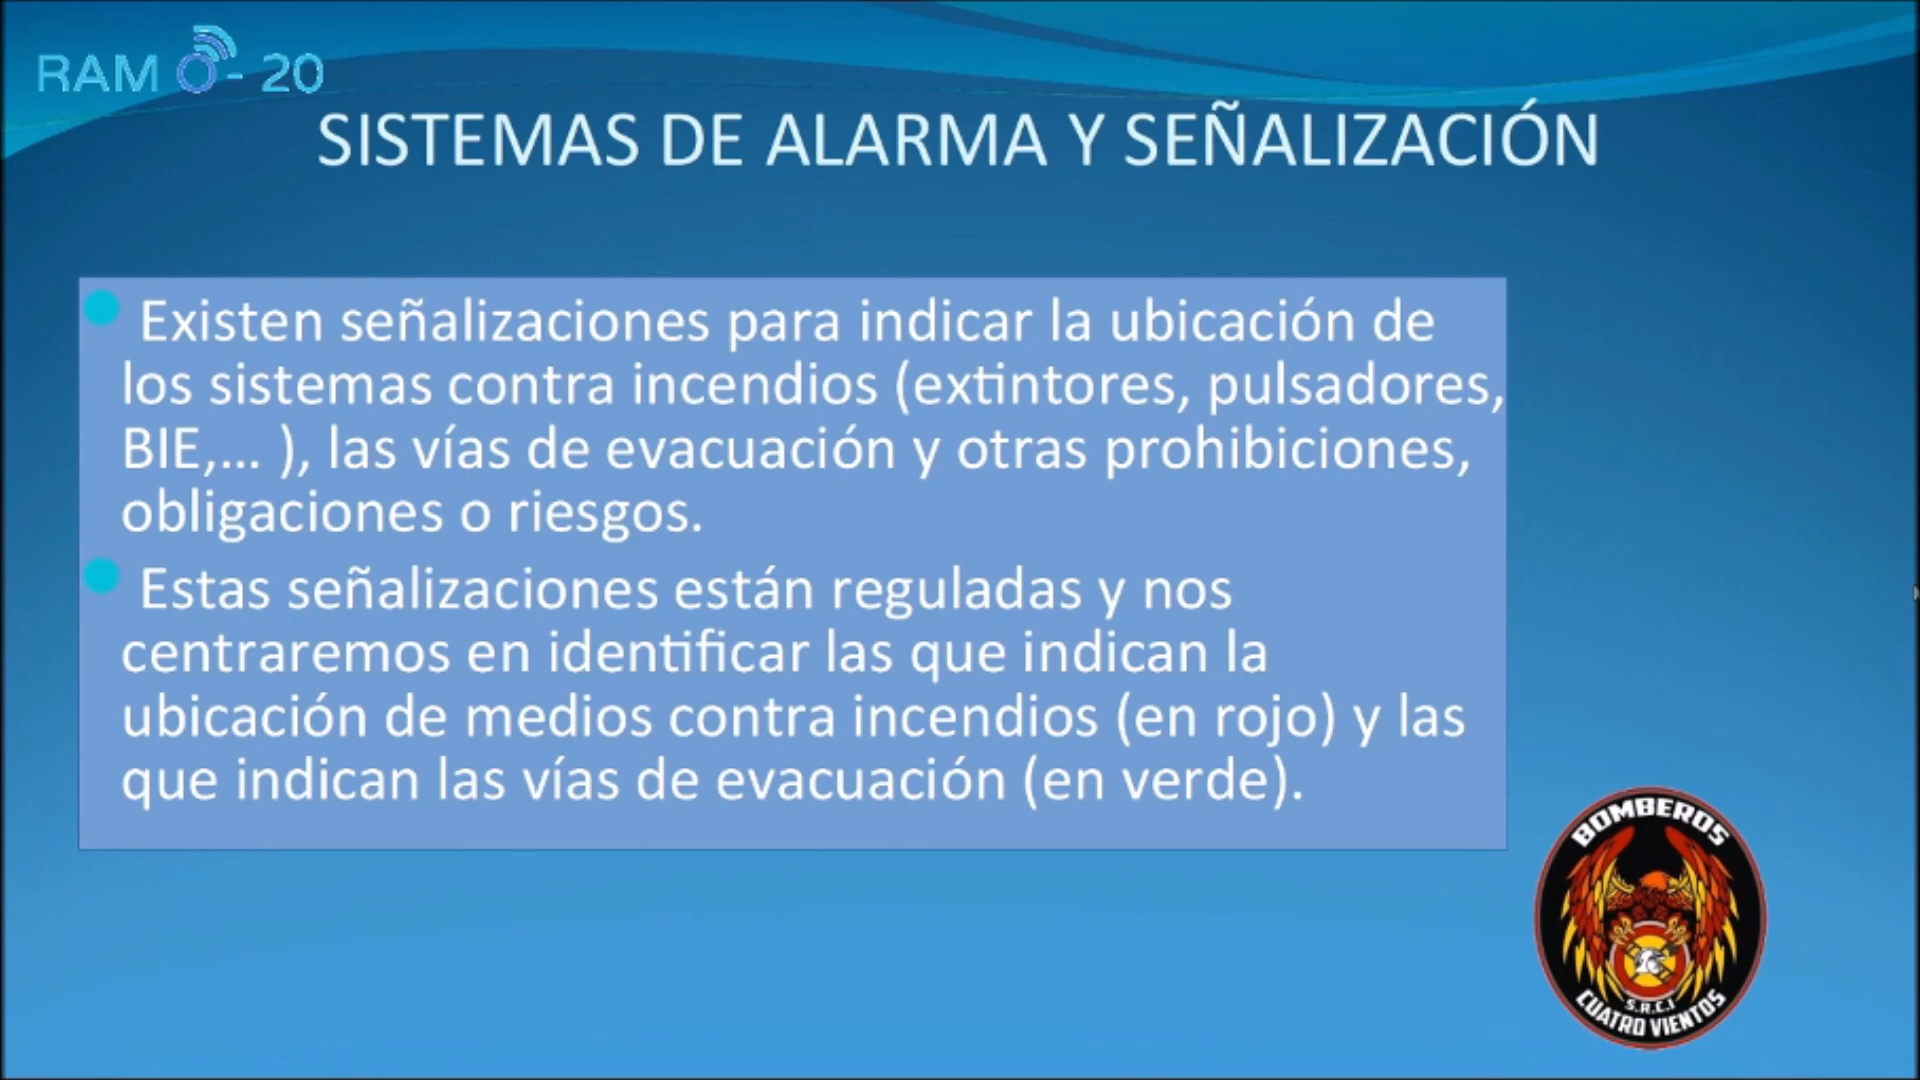 RAM O - 20
SISTEMAS DE ALARMA Y SEÑALIZACIÓN
Existen señalizaciones para indicar la ubicación de
los sistemas contra incendios (extintores, pulsadores,
BIE,... ), las vías de evacuación y otras prohibiciones,
obligaciones o riesgos.
Estas señalizaciones están reguladas y nos
centraremos en identificar las que indican la
ubicación de medios contra incendios (en rojo) y las
que indican las vías de evacuación (en verde).
BOMBEROS
S.R.C.I
CUATRO VIENTOS